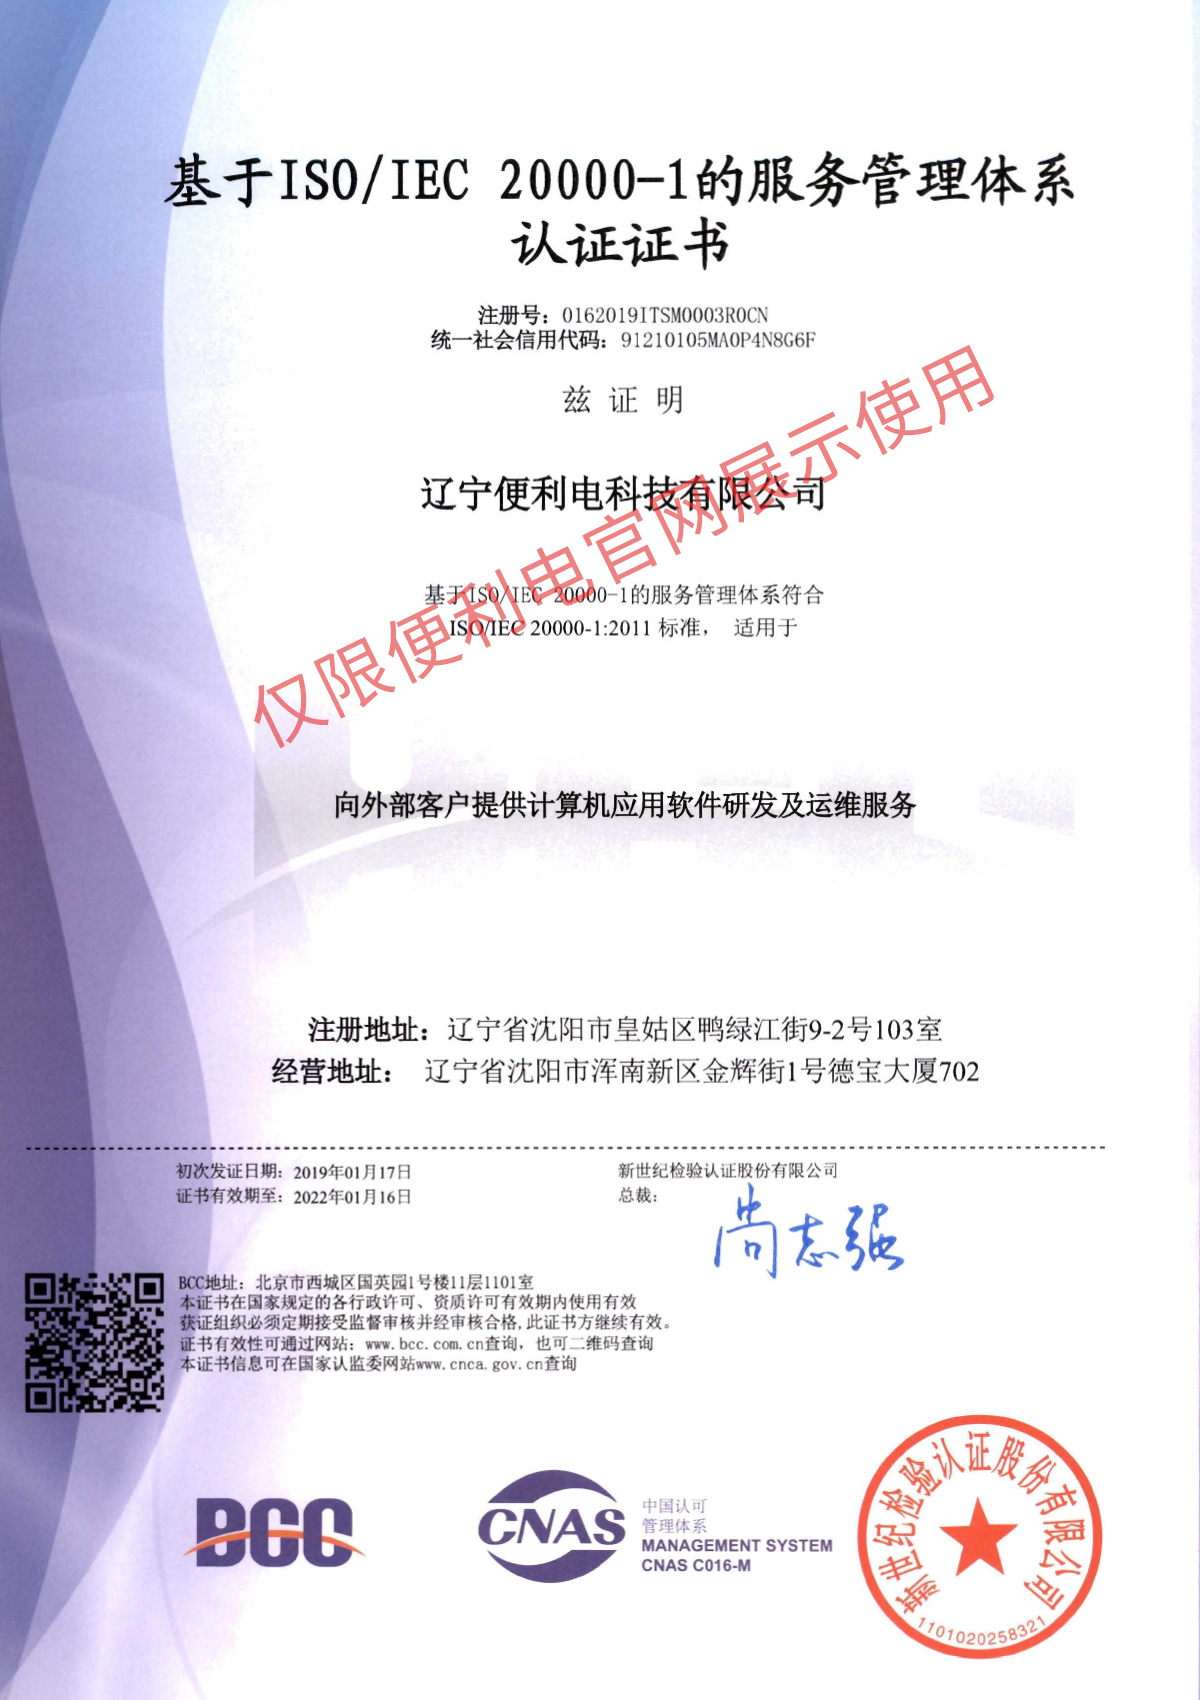 基于ISO/IEC 20000-1的服务管理体系
认证证书
注册号：0162019ITSM0003R0CN
统一社会信用代码：91210105MA0P4N8G6F
兹 证 明
辽宁便利电科技有限公司
仅限便利电官网展示使用
基于ISO/IEC 20000-1的服务管理体系符合
ISO/IEC 20000-1:2011 标准， 适用于
向外部客户提供计算机应用软件研发及运维服务
注册地址：辽宁省沈阳市皇姑区鸭绿江街9-2号103室
经营地址： 辽宁省沈阳市浑南新区金辉街1号德宝大厦702
初次发证日期：2019年01月17日
证书有效期至：2022年01月16日
新世纪检验认证股份有限公司
总裁：
尚志强
BCC地址：北京市西城区国英园1号楼11层1101室
本证书在国家规定的各行政许可、资质许可有效期内使用有效
获证组织必须定期接受监督审核并经审核合格,此证书方继续有效。
证书有效性可通过网站：www.bcc.com.cn查询，也可二维码查询
本证书信息可在国家认监委网站www.cnca.gov.cn查询
BCC
CNAS
中国认可
管理体系
MANAGEMENT SYSTEM
CNAS C016-M
新世纪检验认证股份有限公司
1101020258321